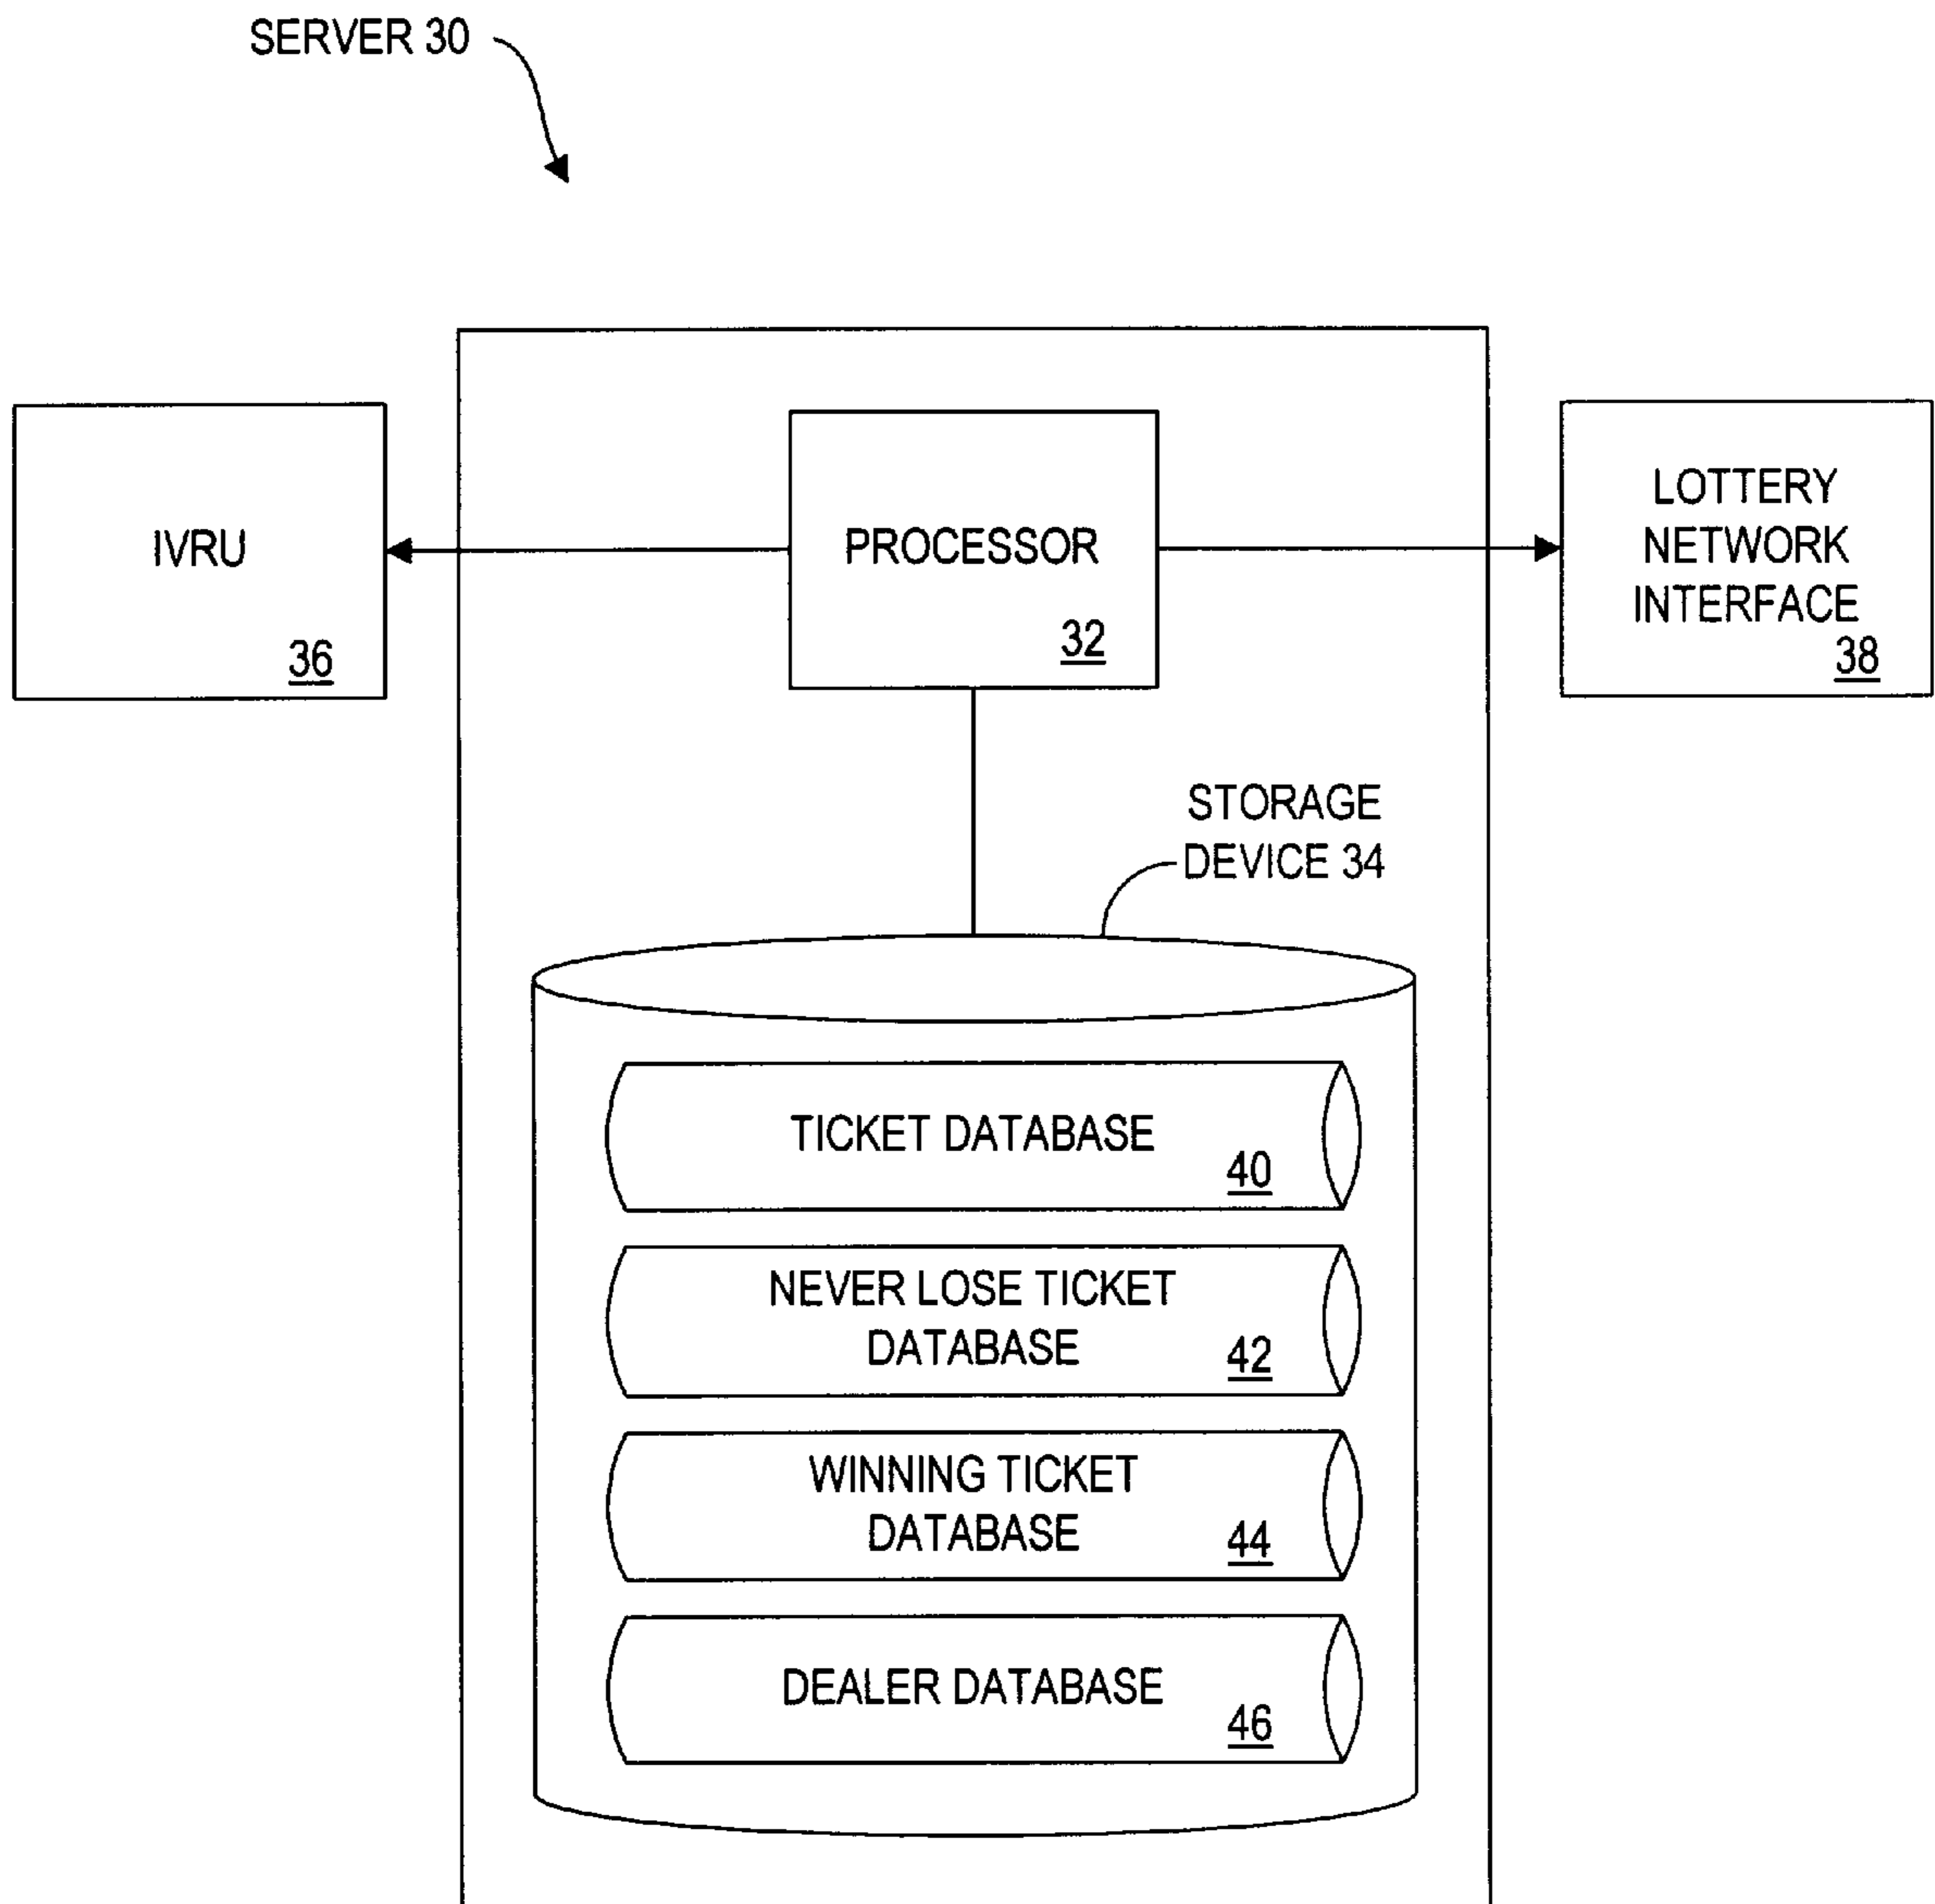 SERVER 30
IVRU
36
PROCESSOR
32
LOTTERY
NETWORK
INTERFACE
38
STORAGE
DEVICE 34
TICKET DATABASE
40
NEVER LOSE TICKET
DATABASE
42
WINNING TICKET
DATABASE
44
DEALER DATABASE
46